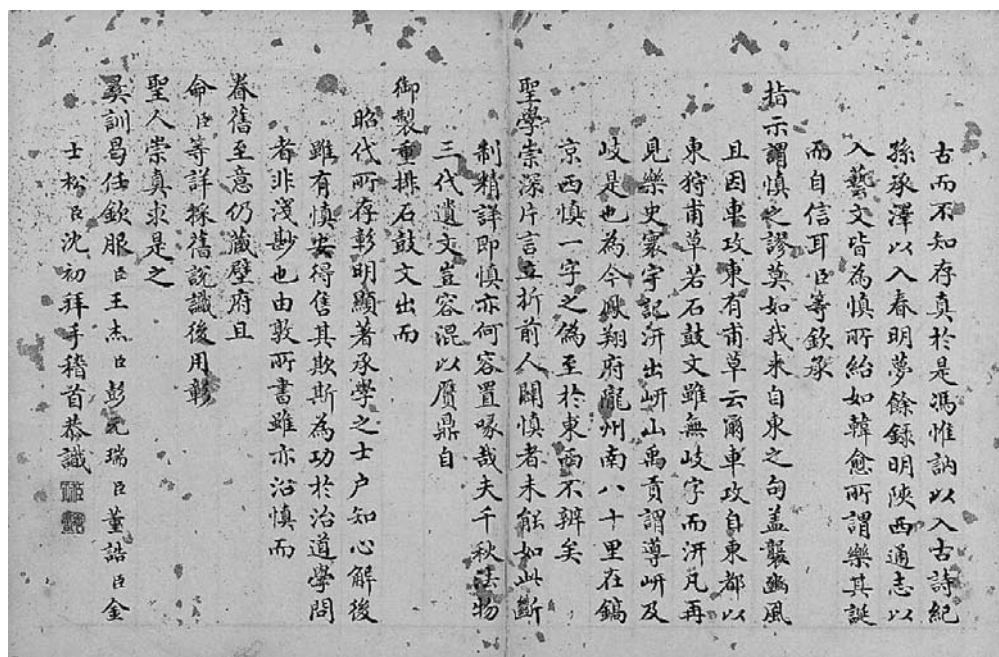 古而不知存真於是馮惟訥以入古詩紀
孫承澤以入春明夢餘錄明陝西通志以
入藝文皆為慎所紿如韓愈所謂樂其誕
而自信耳臣等欽承
指示謂慎之謬莫如我来自東之句盖襲豳風
且因車攻東有甫草云爾車攻自東都以
東狩甫草若石鼓文雖無岐字而汧凡再
見樂史寰宇記汧出岍山禹貢謂導岍及
岐是也為今鳳翔府隴州南八十里在鎬
京西慎一字之偽至於東西不辨矣
聖學崇深片言立折前人闢慎者未能如此斷
制精詳即慎亦何容置喙哉夫千秋法物
三代遺文豈容混以贗鼎自
御製重排石鼓文出而
昭代所存彰明顯著承學之士户知心解後
雖有慎安得售其欺斯為功於治道學問
者非淺尠也由敦所書雖亦沿慎而
眷舊至意仍藏壁府且
命臣等詳採舊說識後用彰
聖人崇真求是之
彞訓曷任欽服臣王杰臣彭元瑞臣董誥臣金
士松臣沈初拜手稽首恭識